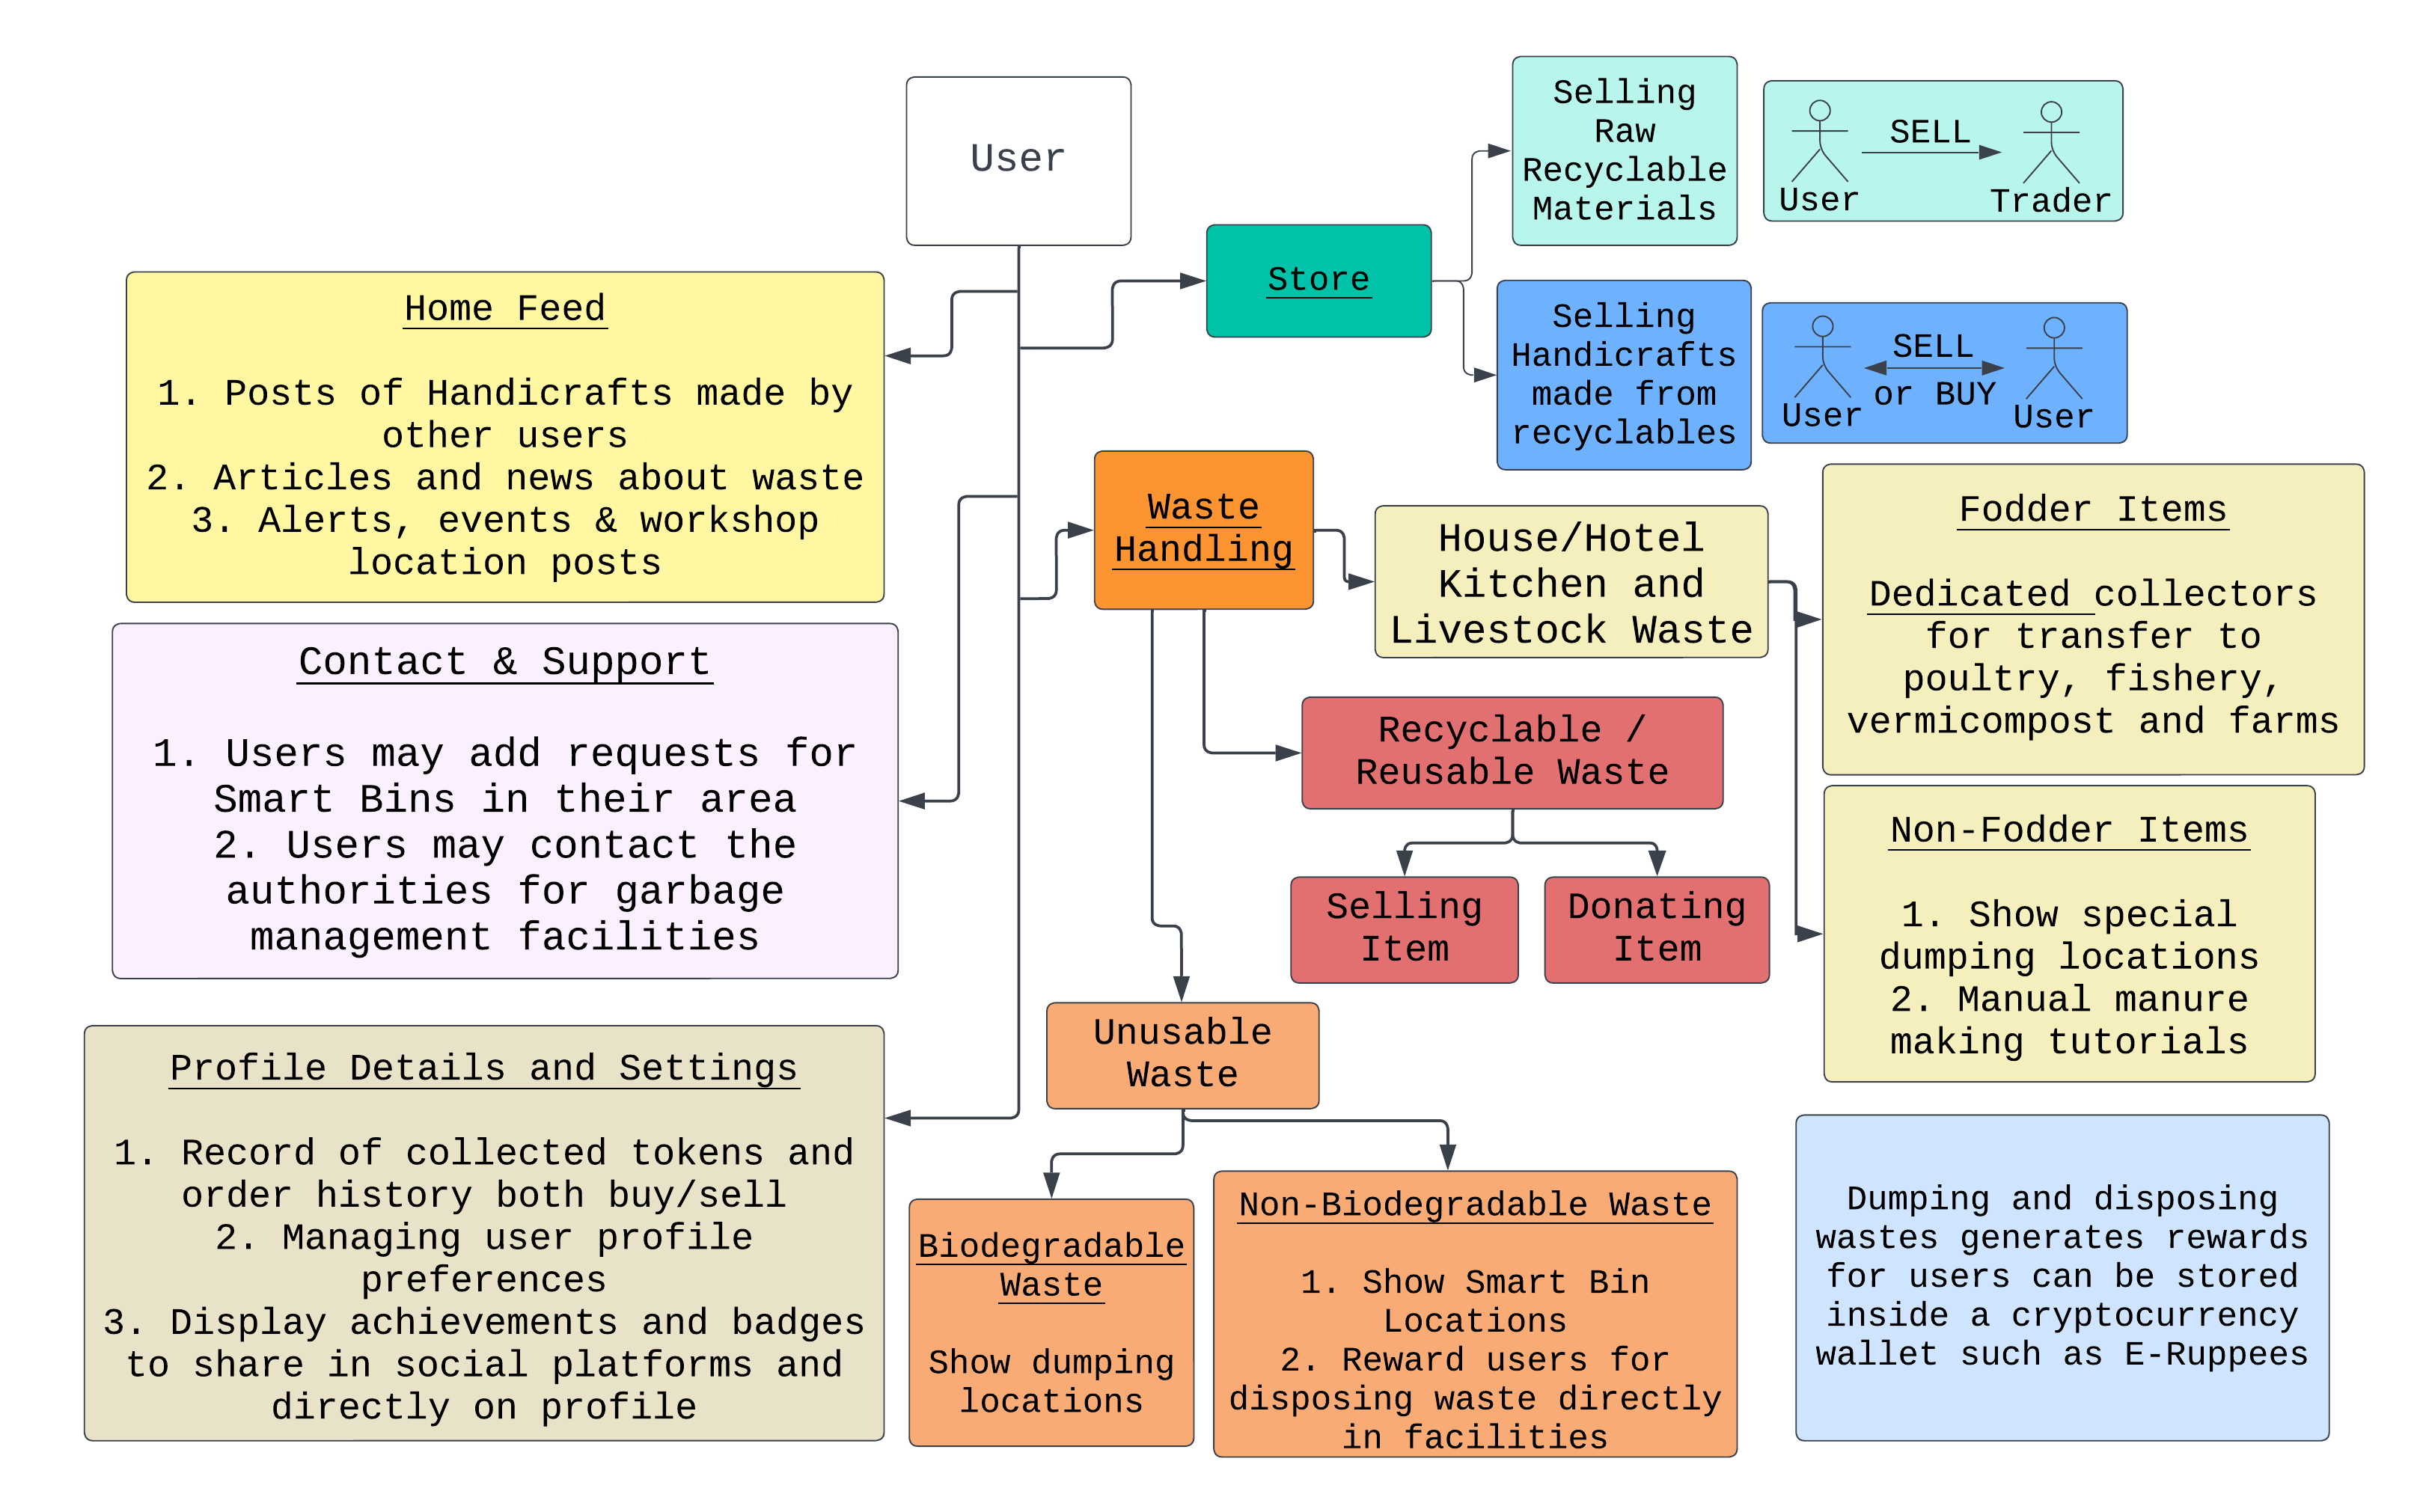 User
Home Feed
1. Posts of Handicrafts made by
other users
2. Articles and news about waste
3. Alerts, events & workshop
location posts
Contact & Support
1. Users may add requests for
Smart Bins in their area
2. Users may contact the
authorities for garbage
management facilities
Profile Details and Settings
1. Record of collected tokens and
order history both buy/sell
2. Managing user profile
preferences
3. Display achievements and badges
to share in social platforms and
directly on profile
Store
Selling
Raw
Recyclable
Materials
SELL
User
Trader
Selling
Handicrafts
made from
recyclables
SELL
or BUY
User
User
Waste
Handling
House/Hotel
Kitchen and
Livestock Waste
Fodder Items
Dedicated collectors
for transfer to
poultry, fishery,
vermicompost and farms
Non-Fodder Items
1. Show special
dumping locations
2. Manual manure
making tutorials
Recyclable /
Reusable Waste
Selling
Item
Donating
Item
Unusable
Waste
Biodegradable
Waste
Show dumping
locations
Non-Biodegradable Waste
1. Show Smart Bin
Locations
2. Reward users for
disposing waste directly
in facilities
Dumping and disposing
wastes generates rewards
for users can be stored
inside a cryptocurrency
wallet such as E-Ruppees